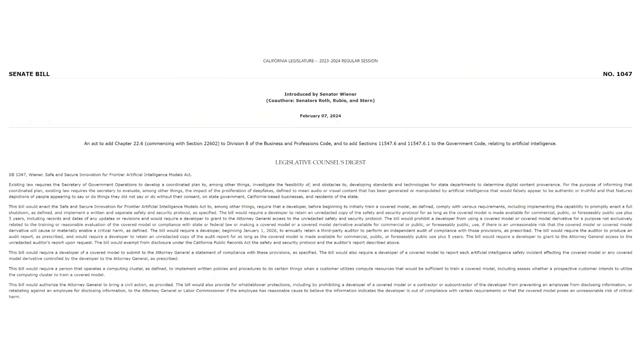 CALIFORNIA LEGISLATURE— 2023–2024 REGULAR SESSION
SENATE BILL NO. 1047
Introduced by Senator Wiener
(Coauthor: Senators Roth, Rubio, and Stern)
February 07, 2024
An act to add Chapter 22.6 (commencing with Section 22602) to Division 8 of the Business and Professions Code, and to add Sections 11547.6 and 11547.6.1 to the Government Code, relating to artificial intelligence.
LEGISLATIVE COUNSEL'S DIGEST
SB 1047, Wiener. Safe and Secure Innovation for Frontier Artificial Intelligence Models Act.
Existing law requires the Secretary of Government Operations to develop a coordinated plan to, among other things, investigate the feasibility of, and obstacles to, developing standards and technologies for state departments to determine digital content provenance. For the purpose of informing that
coordinated plan, existing law requires the secretary to evaluate, among other things, the impact of the proliferation of deepfakes, defined to mean audio or visual content that has been generated or manipulated by artificial intelligence that would falsely appear to be authentic or truthful and that features
depictions of people appearing to say or do things they did not say or do without their consent, on state government, California-based businesses, and residents of the state.
This bill would enact the Safe and Secure Innovation for Frontier Artificial Intelligence Models Act to, among other things, require that a developer, before beginning to initially train a covered model, as defined, comply with various requirements, including implementing the capability to promptly enact a full
shutdown, as defined, and implement a written and separate safety and security protocol, as specified. The bill would require a developer to retain an unredacted copy of the safety and security protocol for as long as the covered model is made available for commercial, public, or foreseeably public use plus
5 years, including records and dates of any updates or revisions and would require a developer to grant to the Attorney General access to the unredacted safety and security protocol. The bill would prohibit a developer from using a covered model or covered model derivative for a purpose not exclusively
related to the training or reasonable evaluation of the covered model or compliance with state or federal law or making a covered model or a covered model derivative available for commercial or public, or foreseeably public, use, if there is an unreasonable risk that the covered model or covered model
derivative will cause or materially enable a critical harm, as defined. The bill would require a developer, beginning January 1, 2026, to annually retain a third-party auditor to perform an independent audit of compliance with those provisions, as prescribed. The bill would require the auditor to produce an
audit report, as prescribed, and would require a developer to retain an unredacted copy of the audit report for as long as the covered model is made available for commercial, public, or foreseeably public use plus 5 years. The bill would require a developer to grant to the Attorney General access to the
unredacted auditor's report upon request. The bill would exempt from disclosure under the California Public Records Act the safety and security protocol and the auditor's report described above.
This bill would require a developer of a covered model to submit to the Attorney General a statement of compliance with these provisions, as specified. The bill would also require a developer of a covered model to report each artificial intelligence safety incident affecting the covered model or any covered
model derivative controlled by the developer to the Attorney General, as prescribed.
This bill would require a person that operates a computing cluster, as defined, to implement written policies and procedures to do certain things when a customer utilizes compute resources that would be sufficient to train a covered model, including assess whether a prospective customer intends to utilize
the computing cluster to train a covered model.
This bill would authorize the Attorney General to bring a civil action, as provided. The bill would also provide for whistleblower protections, including by prohibiting a developer of a covered model or a contractor or subcontractor of the developer from preventing an employee from disclosing information, or
retaliating against an employee for disclosing information, to the Attorney General or Labor Commissioner if the employee has reasonable cause to believe the information indicates the developer is out of compliance with certain requirements or that the covered model poses an unreasonable risk of critical
harm.